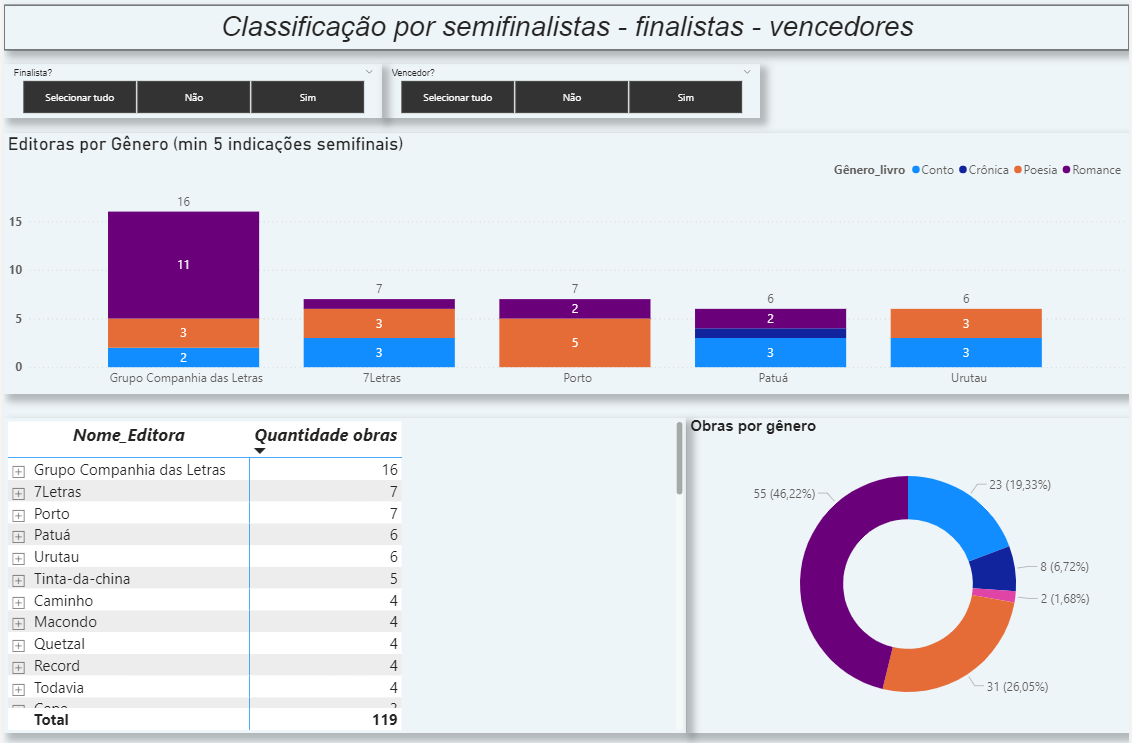 Classificação por semifinalistas - finalistas - vencedores
Finalista?
Selecionar tudo Não Sim
Vencedor?
Selecionar tudo Não Sim
Editoras por Gênero (min 5 indicações semifinais)
Gênero_livro Conto Crônica Poesia Romance
15
10
5
0
16
11
3
2
Grupo Companhia das Letras
7
3
3
7Letras
7
2
5
Porto
6
2
3
Patuá
6
3
3
Urutau
Nome_Editora Quantidade obras
Grupo Companhia das Letras 16
7Letras 7
Porto 7
Patuá 6
Urutau 6
Tinta-da-china 5
Caminho 4
Macondo 4
Quetzal 4
Record 4
Todavia 4
Total 119
Obras por gênero
55 (46,22%)
23 (19,33%)
8 (6,72%)
2 (1,68%)
31 (26,05%)